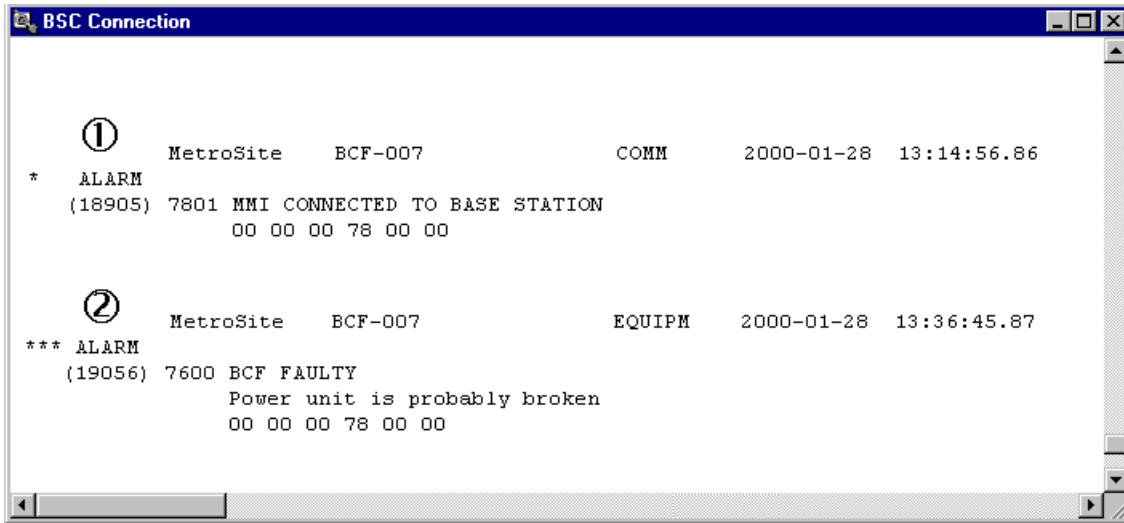 BSC Connection
①
MetroSite BCF-007 COMM 2000-01-28 13:14:56.86
* ALARM
(18905) 7801 MMI CONNECTED TO BASE STATION
00 00 00 78 00 00
②
MetroSite BCF-007 EQUIPM 2000-01-28 13:36:45.87
*** ALARM
(19056) 7600 BCF FAULTY
Power unit is probably broken
00 00 00 78 00 00